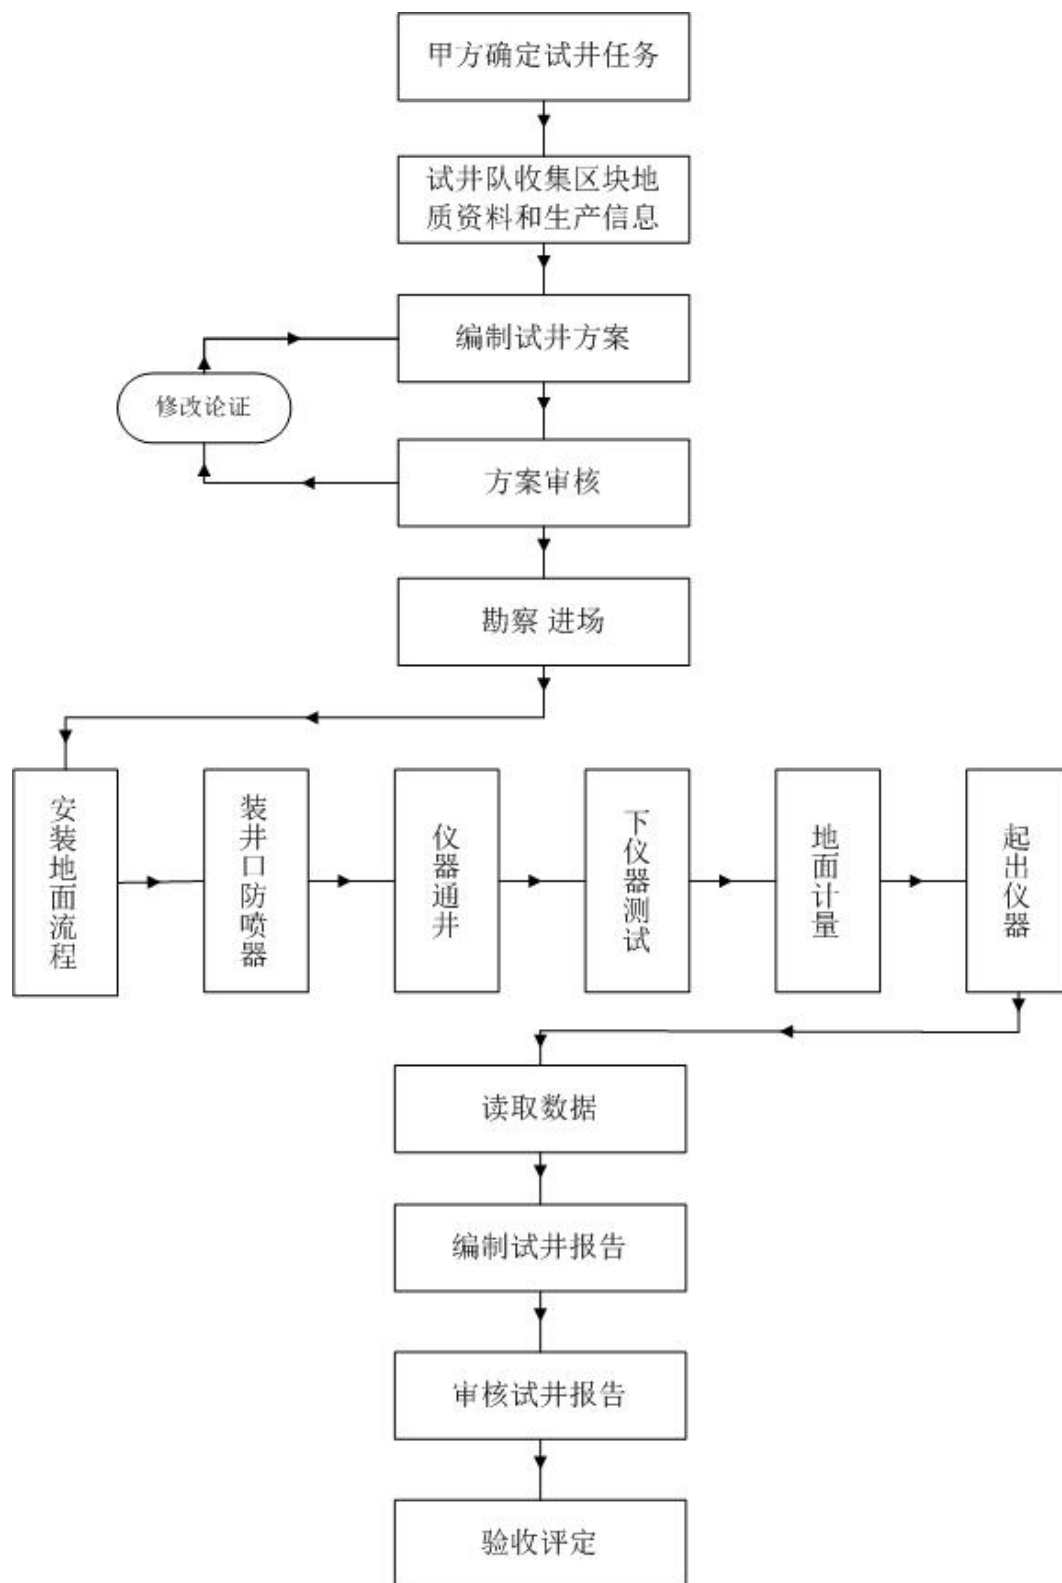 甲方确定试井任务
试井队收集区块地
质资料和生产信息
编制试井方案
修改论证
方案审核
勘察 进场
安装地面流程
装井口防喷器
仪器通井
下仪器测试
地面计量
起出仪器
读取数据
编制试井报告
审核试井报告
验收评定